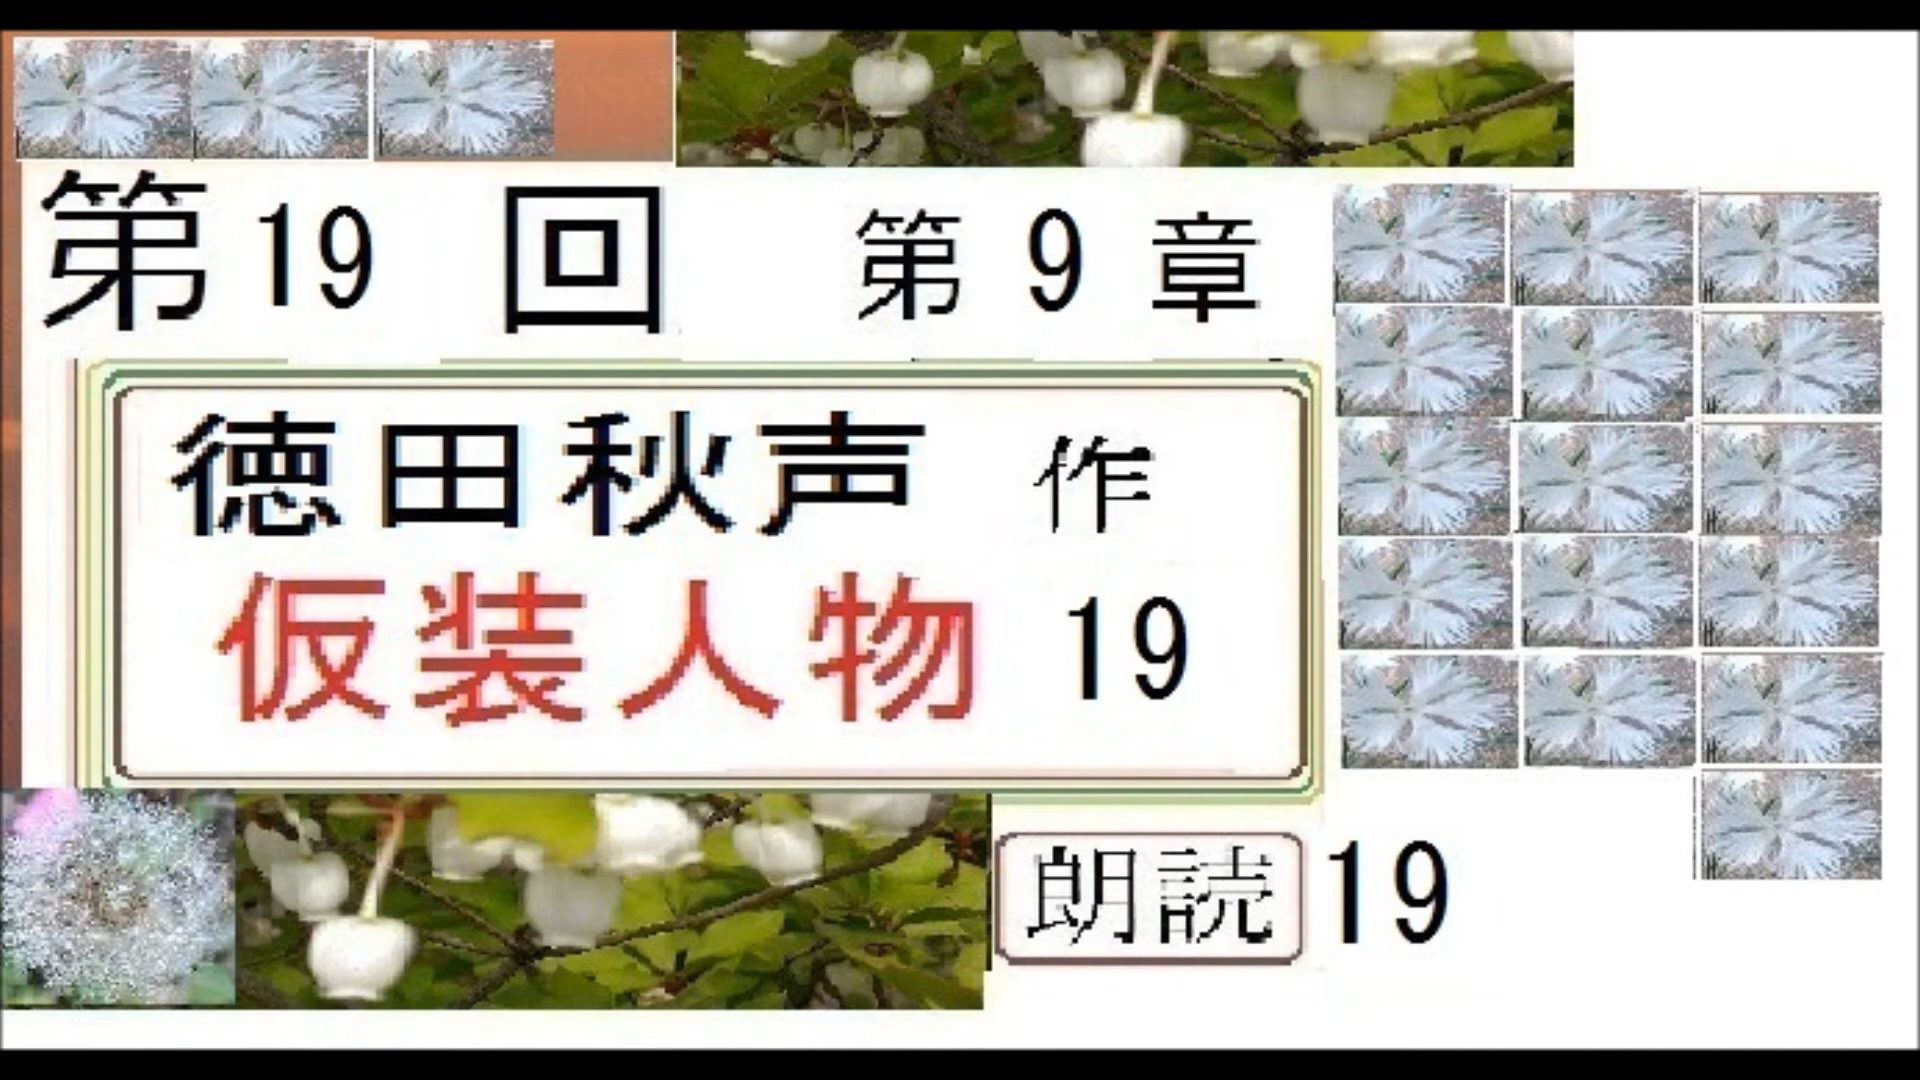 第19回 第9章
徳田秋声 作
仮装人物 19
朗読 19